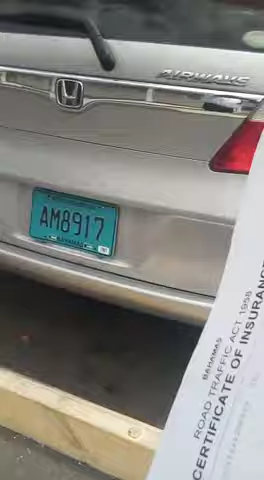 AIRWAVE
AM8917
BAHAMAS
BAHAMAS
ROAD TRAFFIC ACT 1958
CERTIFICATE OF INSURANCE